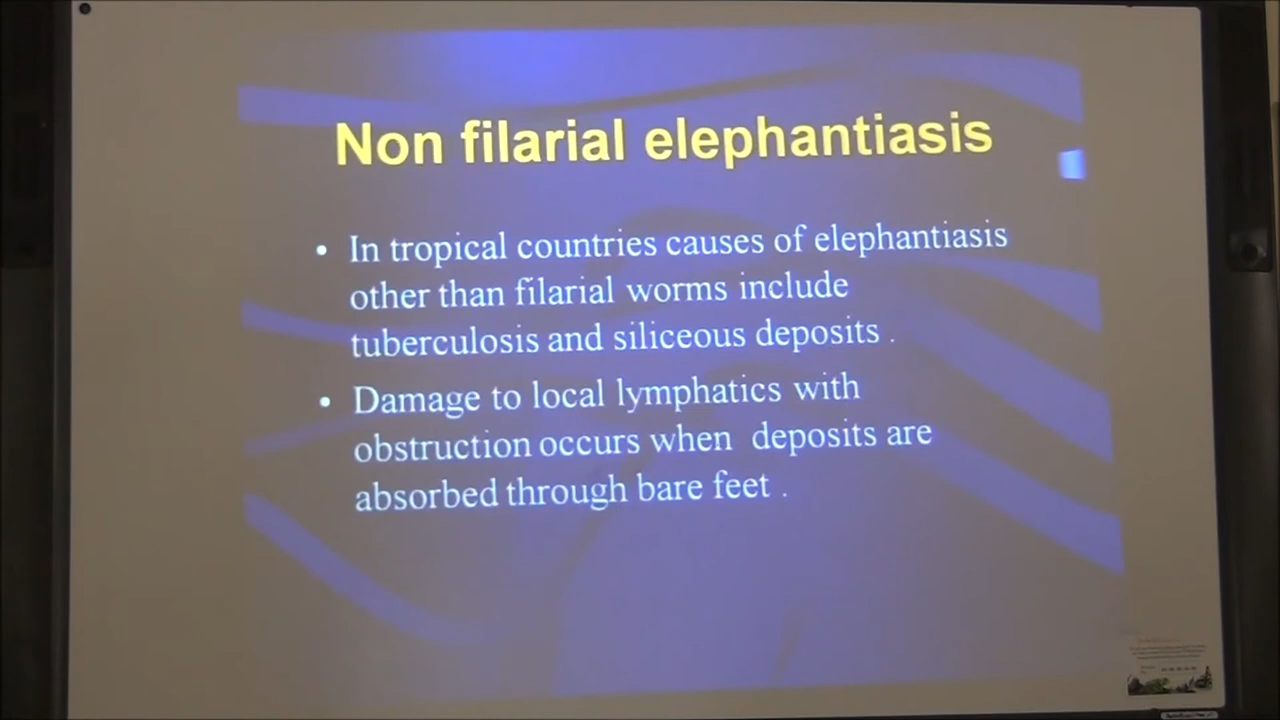 Non filarial elephantiasis
• In tropical countries causes of elephantiasis
other than filarial worms include
tuberculosis and siliceous deposits .
• Damage to local lymphatics with
obstruction occurs when deposits are
absorbed through bare feet .